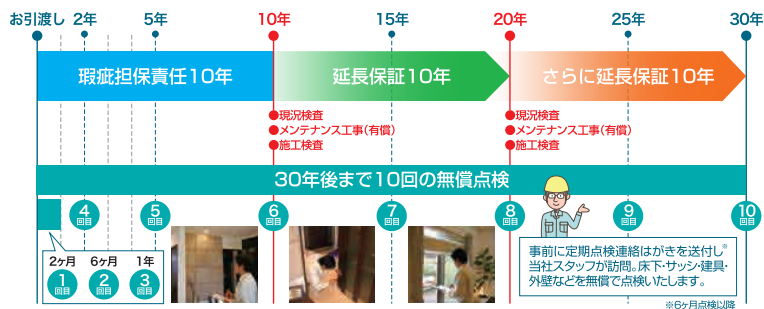 お引渡し 2年 5年 10年 15年 20年 25年 30年
瑕疵担保責任10年 延長保証10年 さらに延長保証10年
●現況検査
●メンテナンス工事(有償)
●施工検査
●現況検査
●メンテナンス工事(有償)
●施工検査
30年後まで10回の無償点検
4回目 5回目 6回目 7回目 8回目 9回目 10回目
2ヶ月 6ヶ月 1年
1回目 2回目 3回目
事前に定期点検連絡はがきを送付し※
当社スタッフが訪問。床下・サッシ・建具・
外壁などを無償で点検いたします。
※6ヶ月点検以降